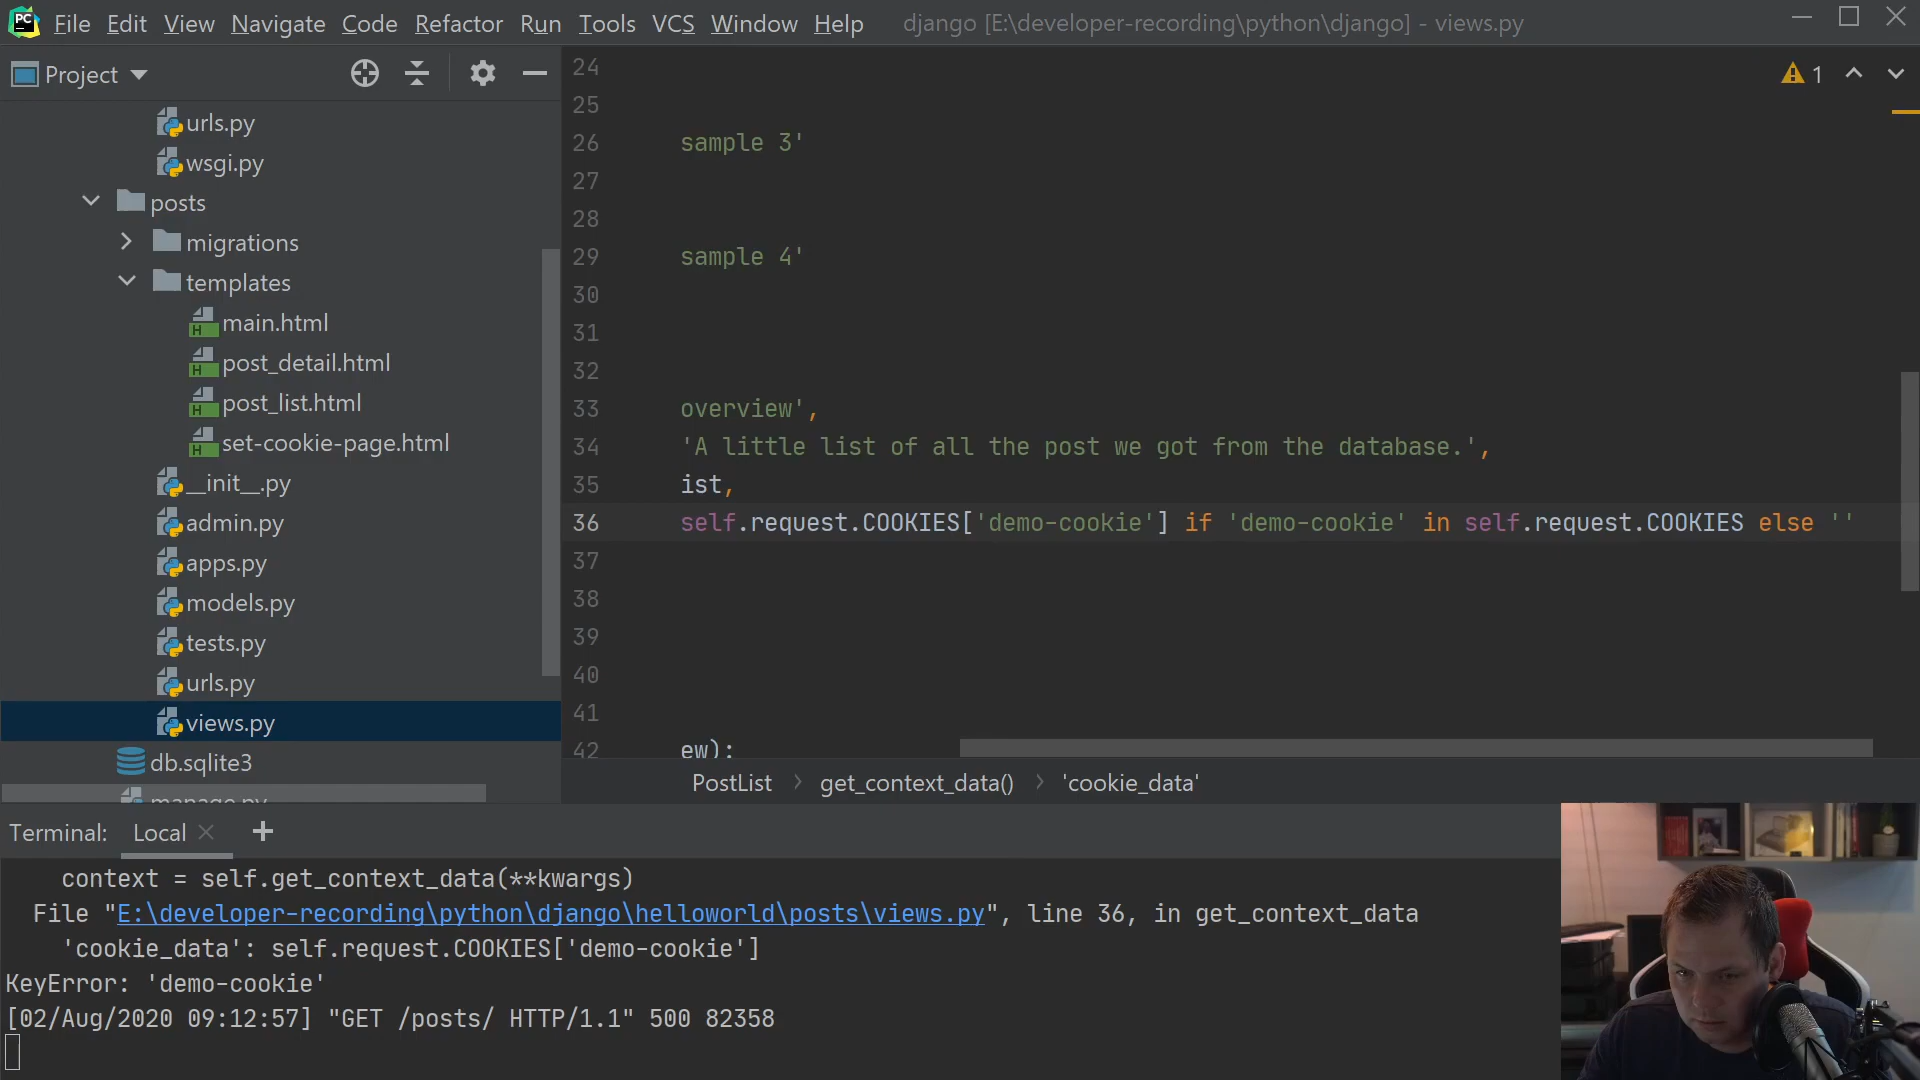 PC File Edit View Navigate Code Refactor Run Tools VCS Window Help django [E:\developer-recording\python\django] - views.py
Project
urls.py
wsgi.py
posts
migrations
templates
main.html
post_detail.html
post_list.html
set-cookie-page.html
__init__.py
admin.py
apps.py
models.py
tests.py
urls.py
views.py
db.sqlite3
manage.py
1
24
25
26 sample 3'
27
28
29 sample 4'
30
31
32
33 overview',
34 'A little list of all the post we got from the database.',
35 ist,
36 self.request.COOKIES['demo-cookie'] if 'demo-cookie' in self.request.COOKIES else ''
37
38
39
40
41
42 ew):
PostList get_context_data() 'cookie_data'
Terminal: Local
context = self.get_context_data(**kwargs)
File "E:\developer-recording\python\django\helloworld\posts\views.py", line 36, in get_context_data
'cookie_data': self.request.COOKIES['demo-cookie']
KeyError: 'demo-cookie'
[02/Aug/2020 09:12:57] "GET /posts/ HTTP/1.1" 500 82358